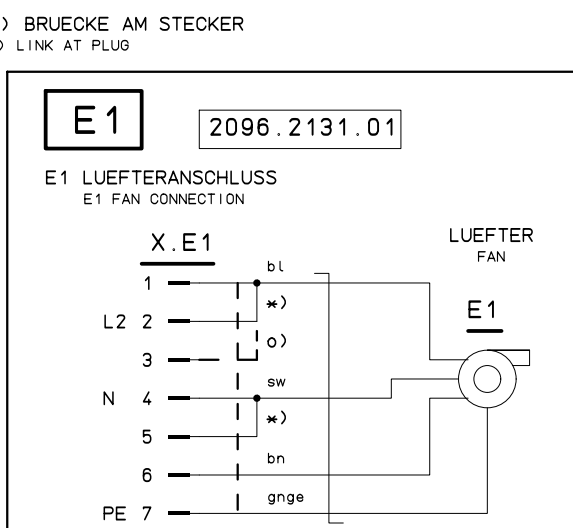 ) BRUECKE AM STECKER
) LINK AT PLUG
E1
2096.2131.01
E1 LUEFTERANSCHLUSS
E1 FAN CONNECTION
X.E1
LUEFTER
FAN
E1
1
bl
*)
L2 2
3
o)
N 4
sw
*)
5
6
bn
PE 7
gnge